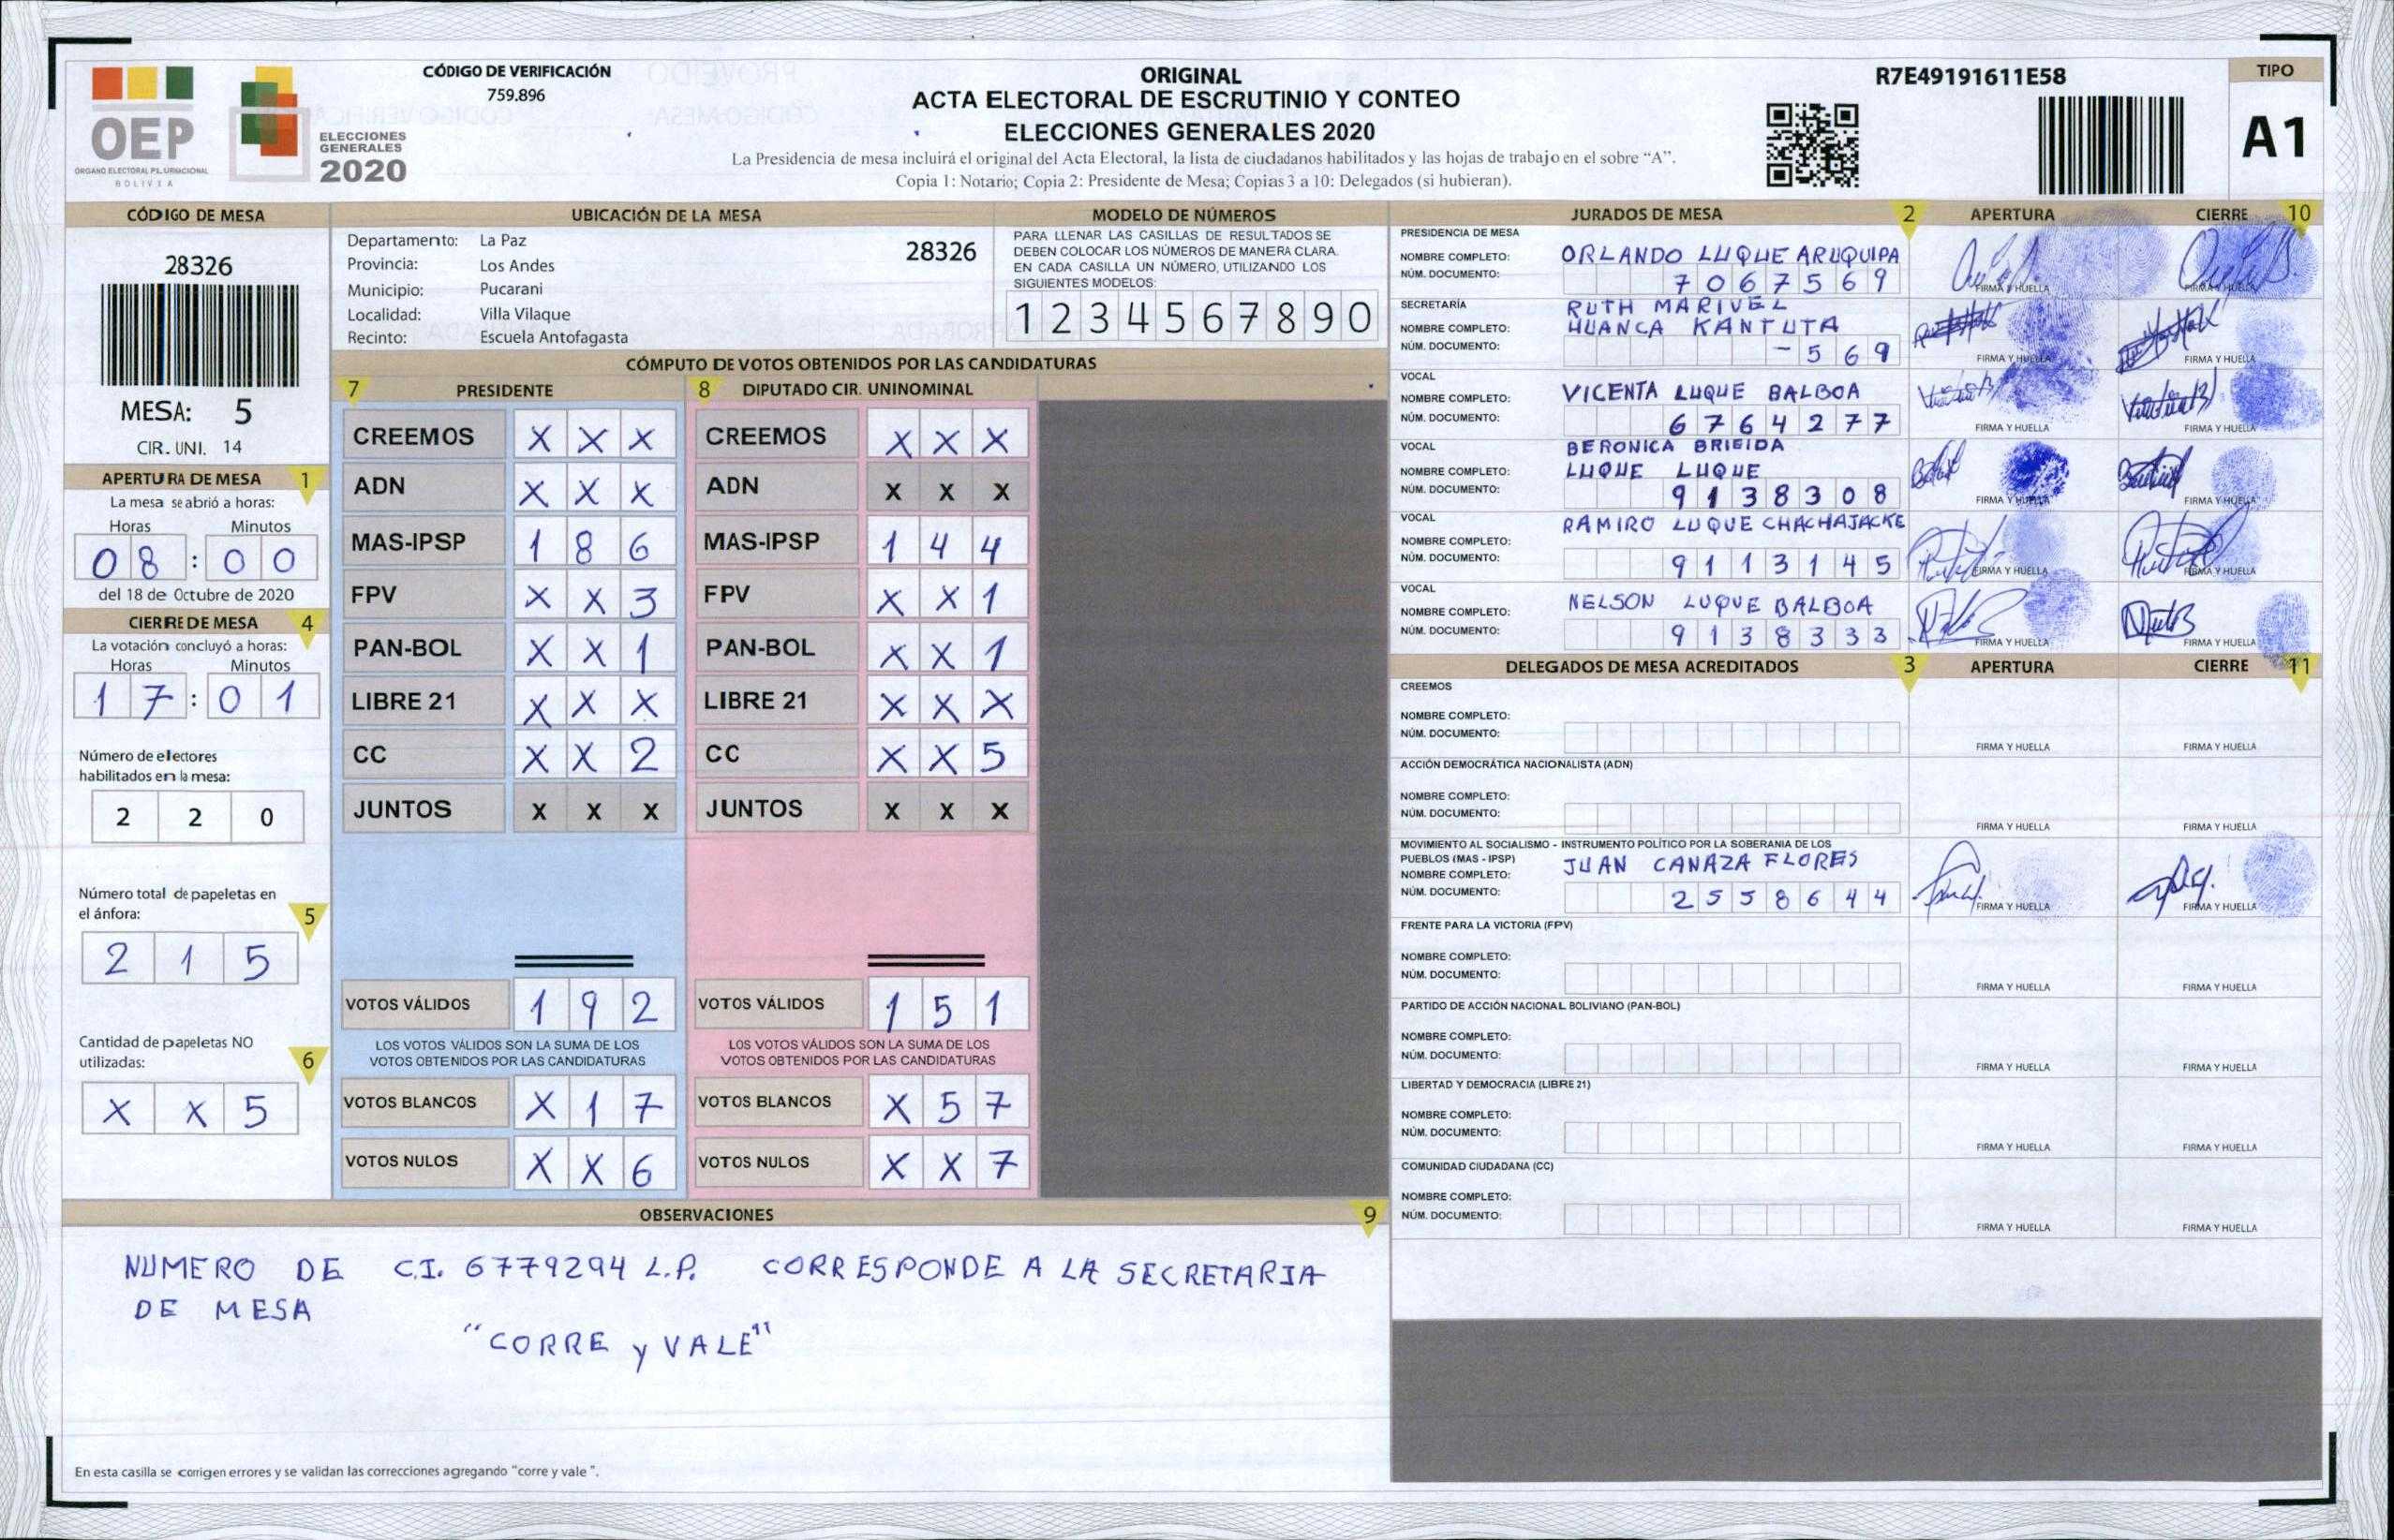 OEP
ÓRGANO ELECTORAL PLURINACIONAL
BOLIVIA
ELECCIONES
GENERALES
2020
CÓDIGO DE VERIFICACIÓN
759.896
ORIGINAL
ACTA ELECTORAL DE ESCRUTINIO Y CONTEO
ELECCIONES GENERALES 2020
La Presidencia de mesa incluirá el original del Acta Electoral, la lista de ciudadanos habilitados y las hojas de trabajo en el sobre “A”.
Copia 1: Notario; Copia 2: Presidente de Mesa; Copias 3 a 10: Delegados (si hubieran).
R7E49191611E58
TIPO
A1
CÓDIGO DE MESA
28326
MESA: 5
CIR. UNI. 14
APERTURA DE MESA 1
La mesa se abrió a horas:
Horas Minutos
08 : 00
del 18 de Octubre de 2020
CIERRE DE MESA 4
La votación concluyó a horas:
Horas Minutos
17 : 01
Número de electores
habilitados en la mesa:
2 2 0
Número total de papeletas en
el ánfora: 5
2 1 5
Cantidad de papeletas NO
utilizadas: 6
X X 5
UBICACIÓN DE LA MESA
Departamento: La Paz 28326
Provincia: Los Andes
Municipio: Pucarani
Localidad: Villa Vilaque
Recinto: Escuela Antofagasta
MODELO DE NÚMEROS
PARA LLENAR LAS CASILLAS DE RESULTADOS SE
DEBEN COLOCAR LOS NÚMEROS DE MANERA CLARA.
EN CADA CASILLA UN NÚMERO, UTILIZANDO LOS
SIGUIENTES MODELOS:
1 2 3 4 5 6 7 8 9 0
CÓMPUTO DE VOTOS OBTENIDOS POR LAS CANDIDATURAS
7 PRESIDENTE
CREEMOS X X X
ADN X X X
MAS-IPSP 1 8 6
FPV X X 3
PAN-BOL X X 1
LIBRE 21 X X X
CC X X 2
JUNTOS X X X
VOTOS VÁLIDOS 1 9 2
LOS VOTOS VÁLIDOS SON LA SUMA DE LOS
VOTOS OBTENIDOS POR LAS CANDIDATURAS
VOTOS BLANCOS X 1 7
VOTOS NULOS X X 6
8 DIPUTADO CIR. UNINOMINAL
CREEMOS X X X
ADN X X X
MAS-IPSP 1 4 4
FPV X X 1
PAN-BOL X X 1
LIBRE 21 X X X
CC X X 5
JUNTOS X X X
VOTOS VÁLIDOS 1 5 1
LOS VOTOS VÁLIDOS SON LA SUMA DE LOS
VOTOS OBTENIDOS POR LAS CANDIDATURAS
VOTOS BLANCOS X 5 7
VOTOS NULOS X X 7
OBSERVACIONES 9
NUMERO DE C.I. 6779294 L.P. CORRESPONDE A LA SECRETARIA
DE MESA
“CORRE y VALE"
En esta casilla se corrigen errores y se validan las correcciones agregando “corre y vale”.
JURADOS DE MESA 2 APERTURA CIERRE 10
PRESIDENCIA DE MESA
NOMBRE COMPLETO: ORLANDO LUQUE ARUQUIPA
NÚM. DOCUMENTO: 7067569
FIRMA Y HUELLA FIRMA Y HUELLA
SECRETARÍA RUTH MARIVEL
NOMBRE COMPLETO: HUANCA KANTUTA
NÚM. DOCUMENTO: - 5 6 9
FIRMA Y HUELLA FIRMA Y HUELLA
VOCAL
NOMBRE COMPLETO: VICENTA LUQUE BALBOA
NÚM. DOCUMENTO: 6764277
FIRMA Y HUELLA FIRMA Y HUELLA
VOCAL BERONICA BRIGIDA
NOMBRE COMPLETO: LUQUE LUQUE
NÚM. DOCUMENTO: 9138308
FIRMA Y HUELLA FIRMA Y HUELLA
VOCAL RAMIRO LUQUE CHACHAJACKE
NOMBRE COMPLETO:
NÚM. DOCUMENTO: 9113145
FIRMA Y HUELLA FIRMA Y HUELLA
VOCAL
NOMBRE COMPLETO: NELSON LUQUE BALBOA
NÚM. DOCUMENTO: 9138333
FIRMA Y HUELLA FIRMA Y HUELLA
DELEGADOS DE MESA ACREDITADOS 3 APERTURA CIERRE 11
CREEMOS
NOMBRE COMPLETO:
NÚM. DOCUMENTO:
FIRMA Y HUELLA FIRMA Y HUELLA
ACCIÓN DEMOCRÁTICA NACIONALISTA (ADN)
NOMBRE COMPLETO:
NÚM. DOCUMENTO:
FIRMA Y HUELLA FIRMA Y HUELLA
MOVIMIENTO AL SOCIALISMO - INSTRUMENTO POLÍTICO POR LA SOBERANIA DE LOS
PUEBLOS (MAS - IPSP) JUAN CANAZA FLORES
NOMBRE COMPLETO:
NÚM. DOCUMENTO: 2558644
FIRMA Y HUELLA FIRMA Y HUELLA
FRENTE PARA LA VICTORIA (FPV)
NOMBRE COMPLETO:
NÚM. DOCUMENTO:
FIRMA Y HUELLA FIRMA Y HUELLA
PARTIDO DE ACCIÓN NACIONAL BOLIVIANO (PAN-BOL)
NOMBRE COMPLETO:
NÚM. DOCUMENTO:
FIRMA Y HUELLA FIRMA Y HUELLA
LIBERTAD Y DEMOCRACIA (LIBRE 21)
NOMBRE COMPLETO:
NÚM. DOCUMENTO:
FIRMA Y HUELLA FIRMA Y HUELLA
COMUNIDAD CIUDADANA (CC)
NOMBRE COMPLETO:
NÚM. DOCUMENTO:
FIRMA Y HUELLA FIRMA Y HUELLA